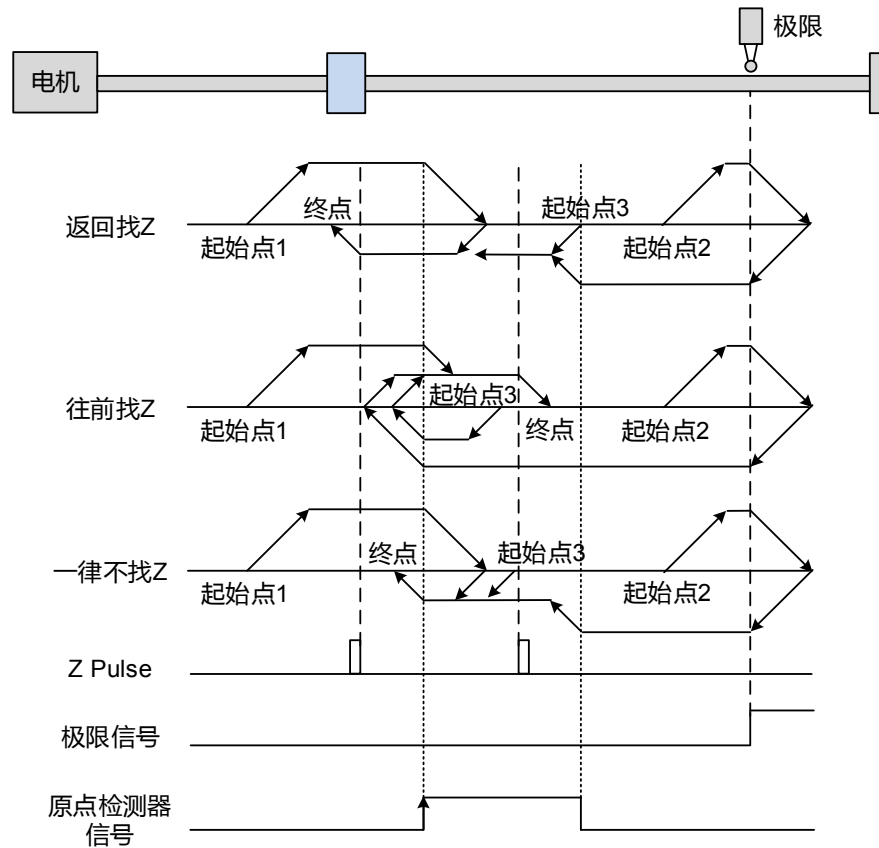 极限
电机
返回找Z
终点
起始点3
起始点1
起始点2
往前找Z
起始点3
起始点1
终点
起始点2
一律不找Z
终点
起始点3
起始点1
起始点2
Z Pulse
极限信号
原点检测器
信号